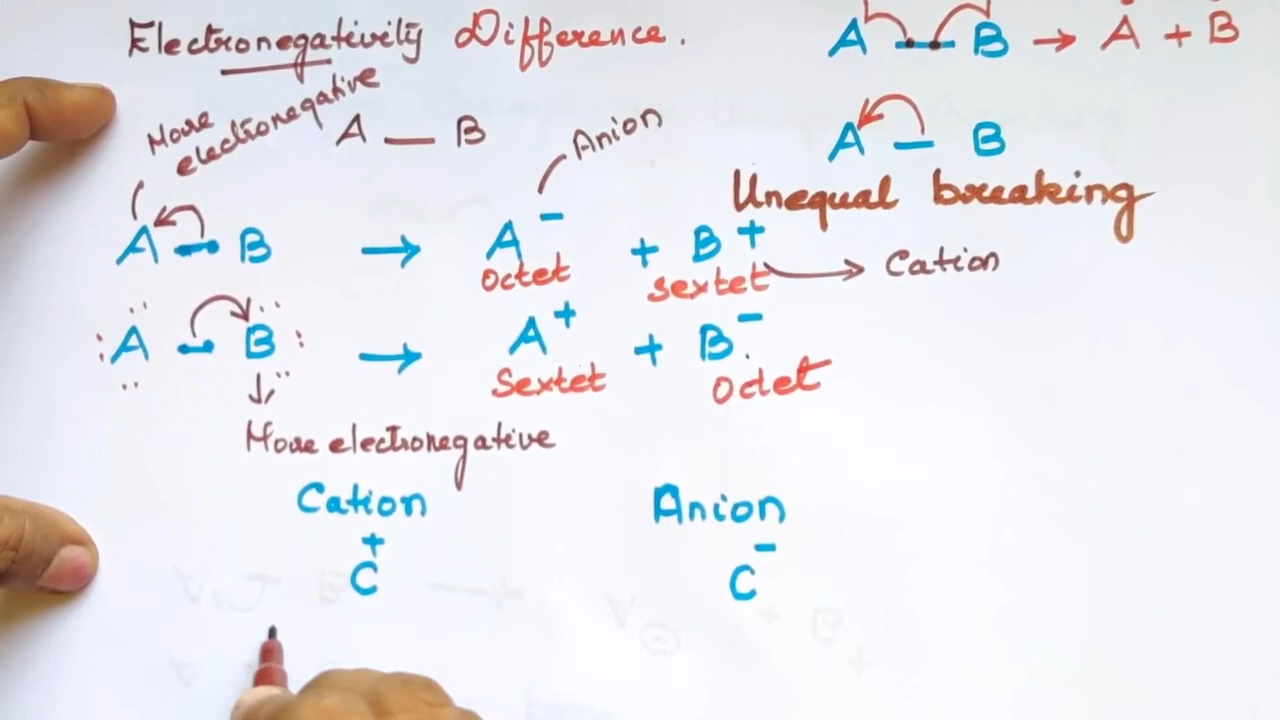 Electronegativity Difference.
A — B → A + B
More electronegative
A — B
Anion
A — B
Unequal breaking
A — B → A⁻ + B⁺
Octet
Sextet
Cation
:A — B: → A⁺ + B⁻
Sextet
Octet
More electronegative
Cation
Anion
C⁺
C⁻